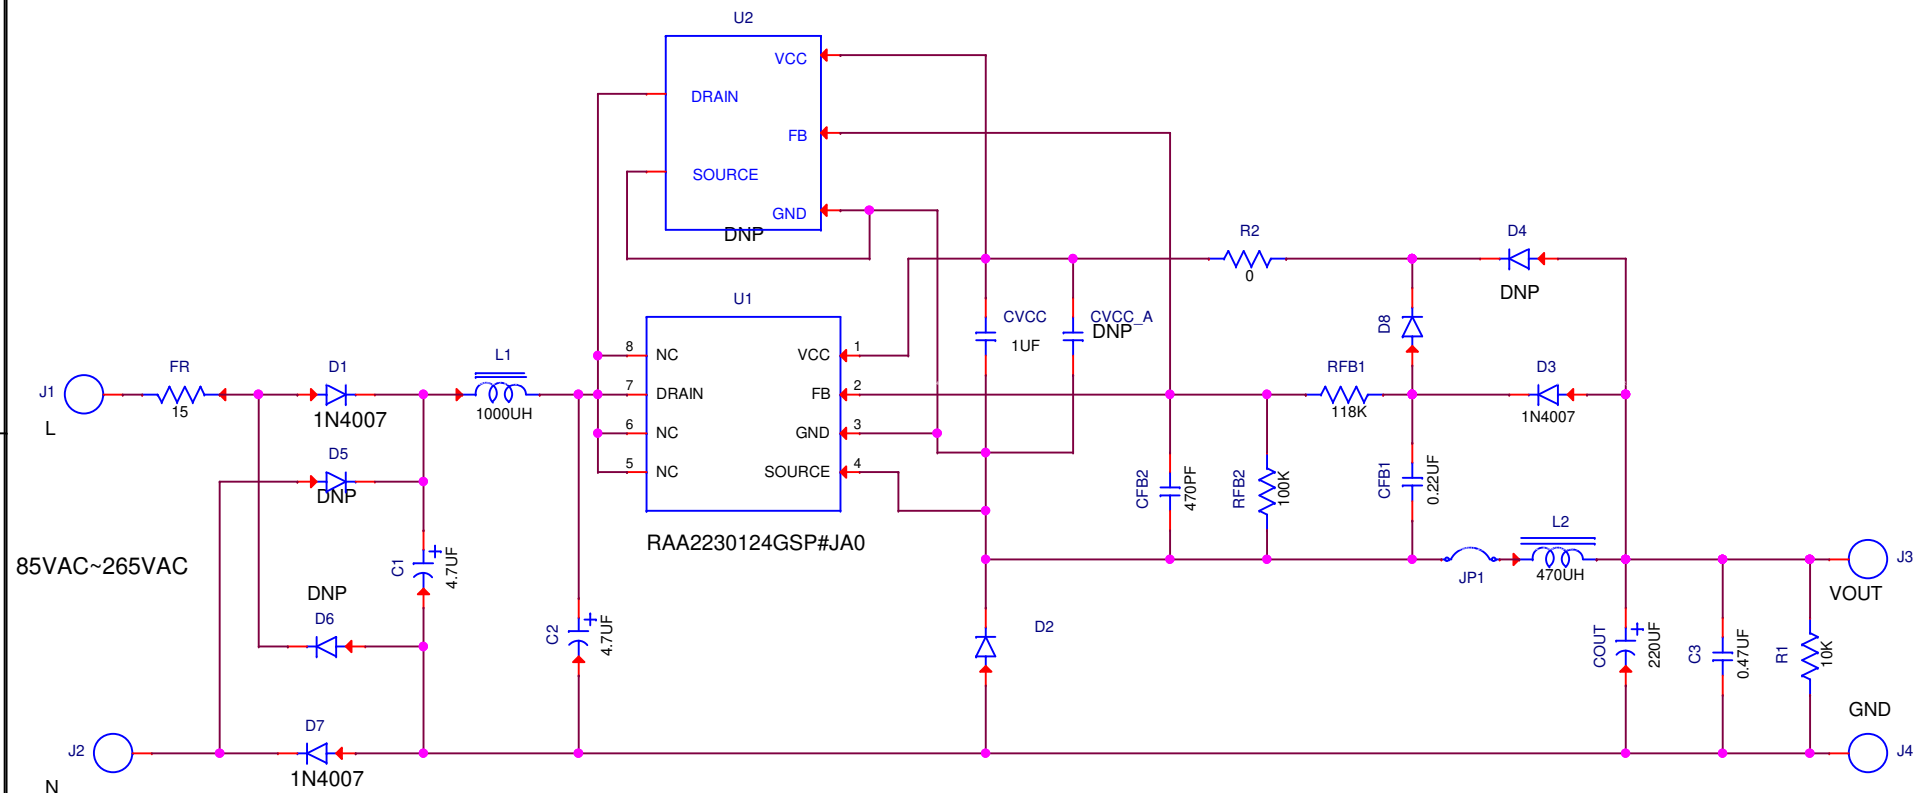 U2
VCC
DRAIN
FB
SOURCE
GND
DNP
R2
0
D4
DNP
U1
8 NC
VCC 1
7 DRAIN
FB 2
6 NC
GND 3
5 NC
SOURCE 4
RAA2230124GSP#JA0
CVCC
1UF
CVCC_A
DNP
D8
J1
L
FR
15
D1
1N4007
L1
1000UH
RFB1
118K
D3
1N4007
D5
DNP
CFB2
470PF
RFB2
100K
CFB1
0.22UF
85VAC~265VAC
C1
+
4.7UF
JP1
L2
470UH
J3
VOUT
DNP
D6
C2
+
4.7UF
D2
COUT
+
220UF
C3
0.47UF
R1
10K
GND
J4
J2
N
D7
1N4007